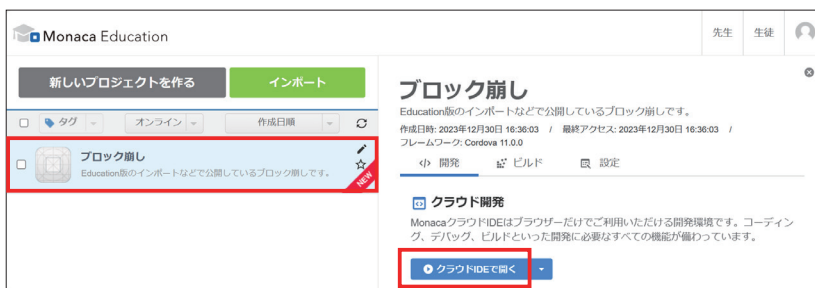 Monaca Education
先生
生徒
新しいプロジェクトを作る
インポート
タグ
オンライン
作成日順
ブロック崩し
Education版のインポートなどで公開しているブロック崩しです。
NEW
ブロック崩し
Education版のインポートなどで公開しているブロック崩しです。
作成日時: 2023年12月30日 16:36:03 / 最終アクセス: 2023年12月30日 16:36:03 /
フレームワーク: Cordova 11.0.0
</> 開発
ビルド
設定
クラウド開発
MonacaクラウドIDEはブラウザーだけでご利用いただける開発環境です。コーディン
グ、デバッグ、ビルドといった開発に必要なすべての機能が備わっています。
クラウドIDEで開く